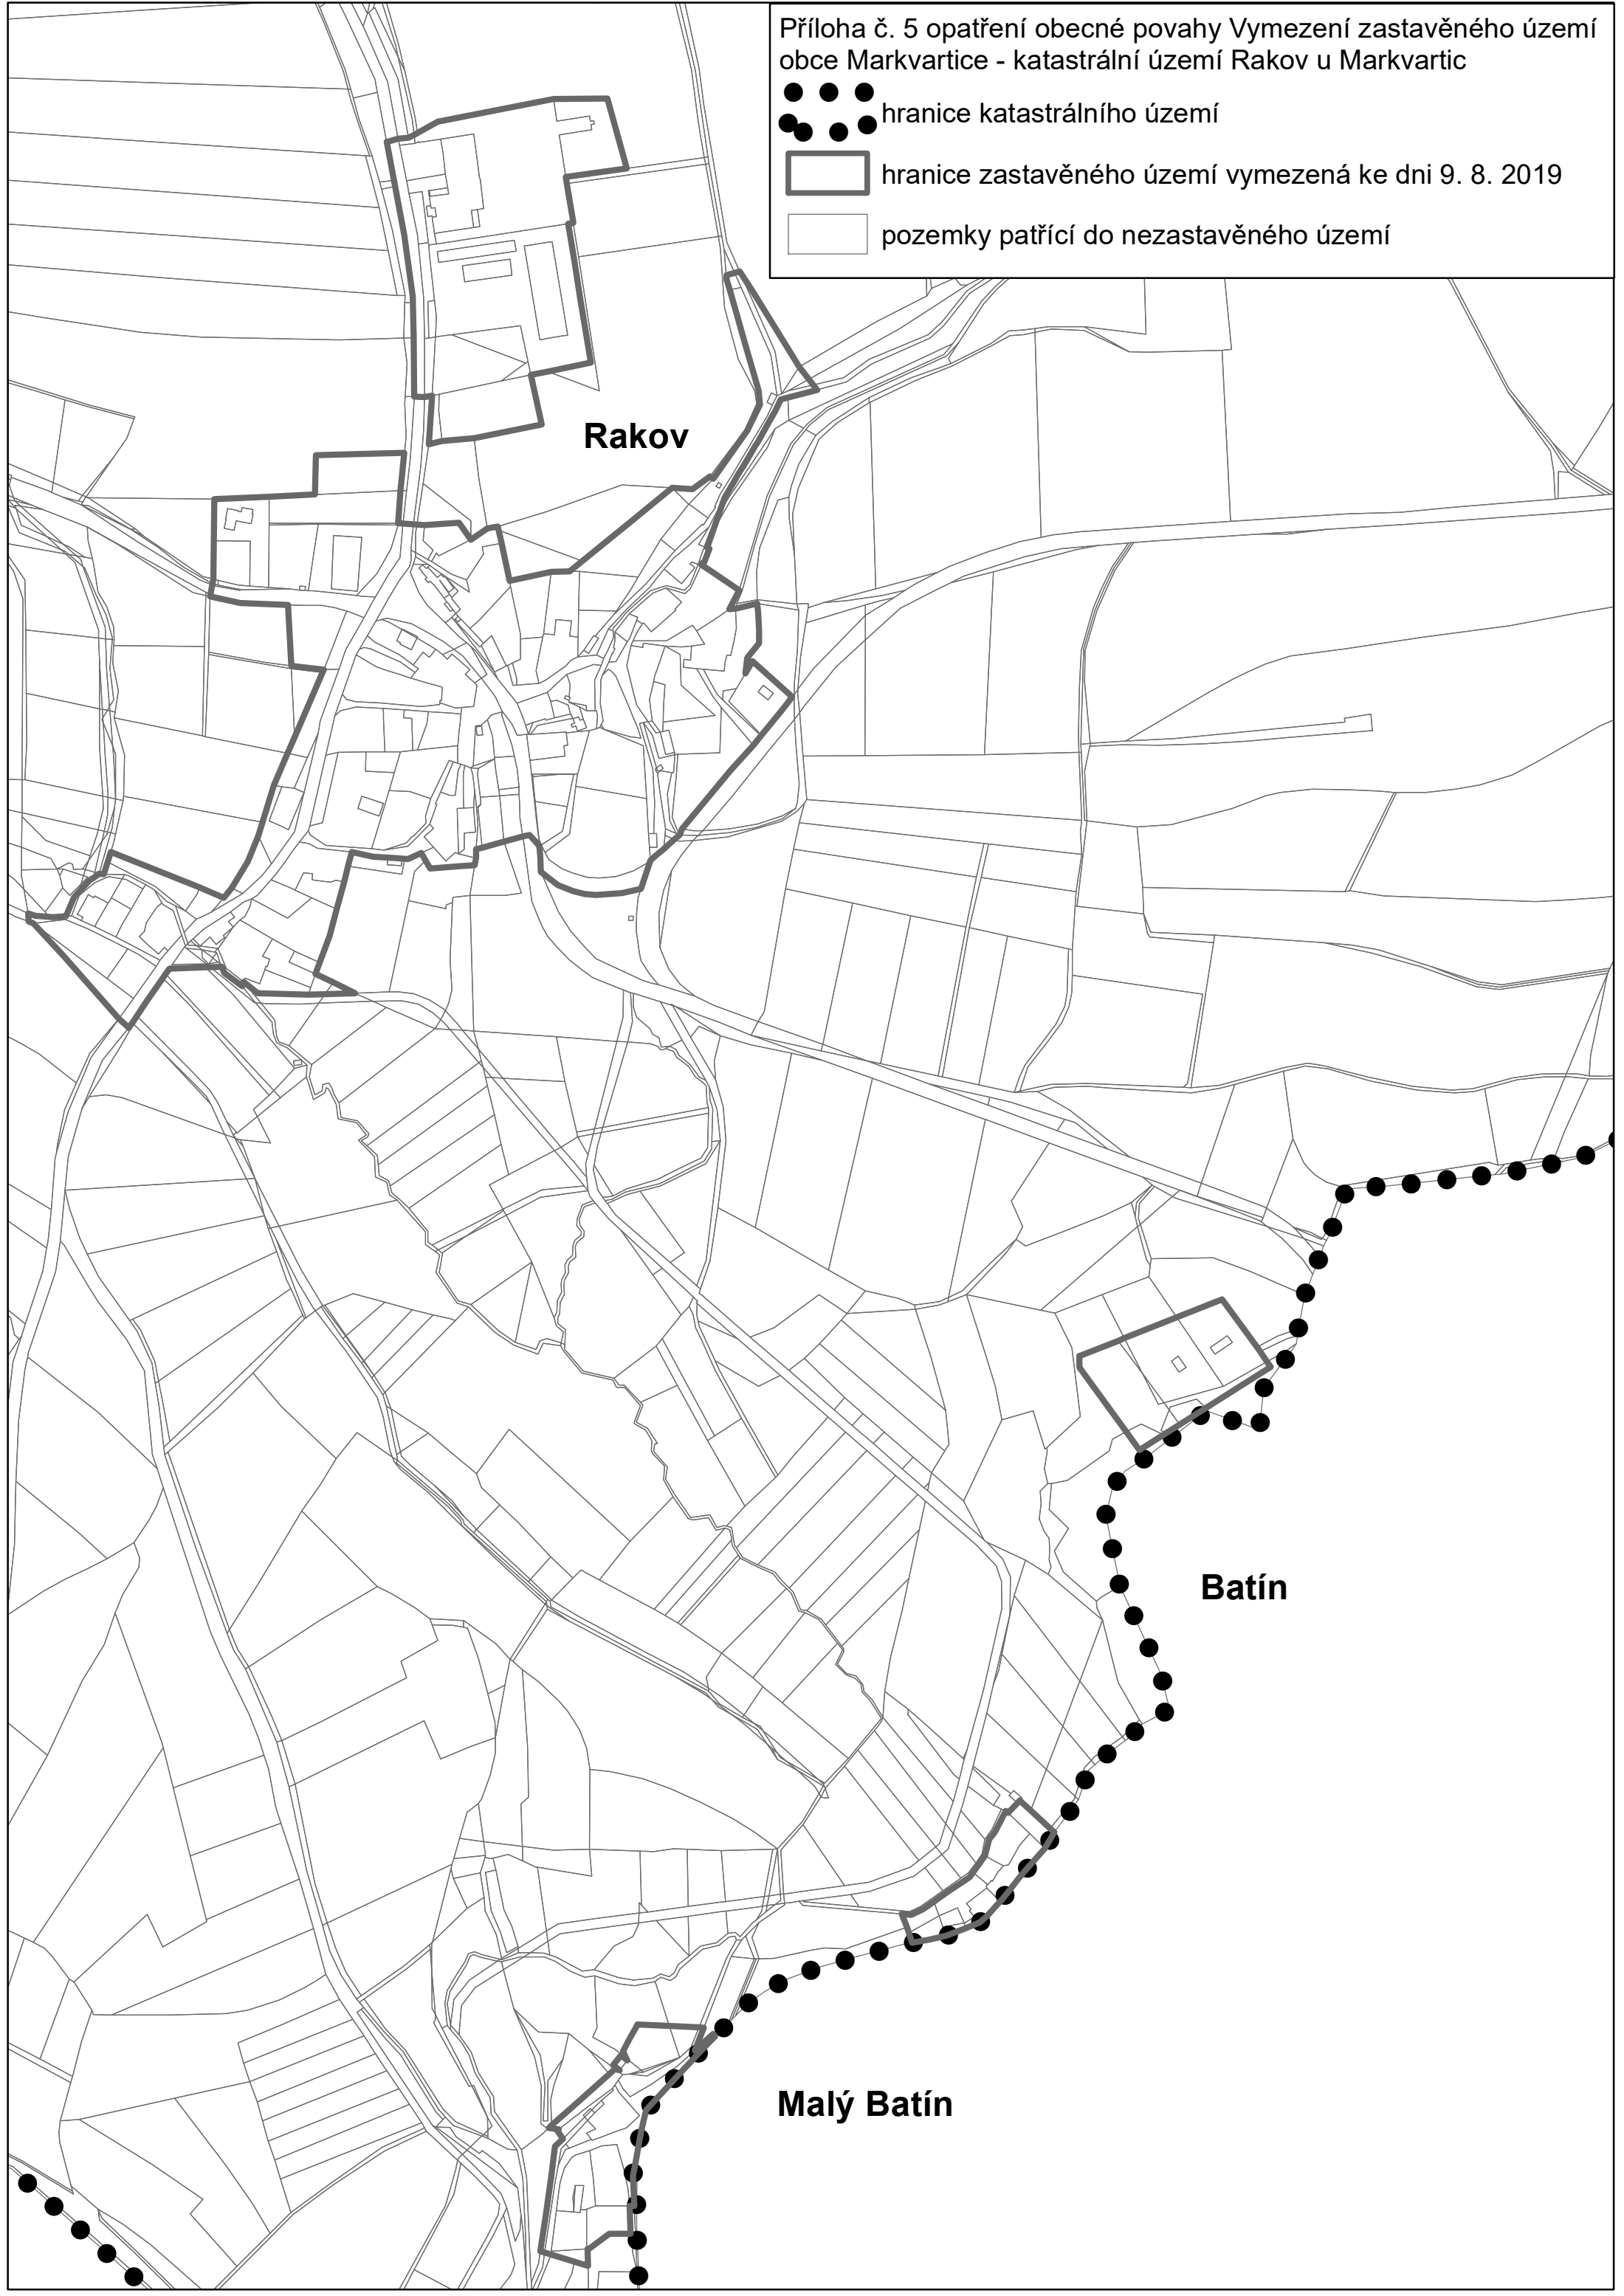 Příloha č. 5 opatření obecné povahy Vymezení zastavěného území
obce Markvartice - katastrální území Rakov u Markvartic
hranice katastrálního území
hranice zastavěného území vymezená ke dni 9. 8. 2019
pozemky patřící do nezastavěného území
Rakov
Batín
Malý Batín